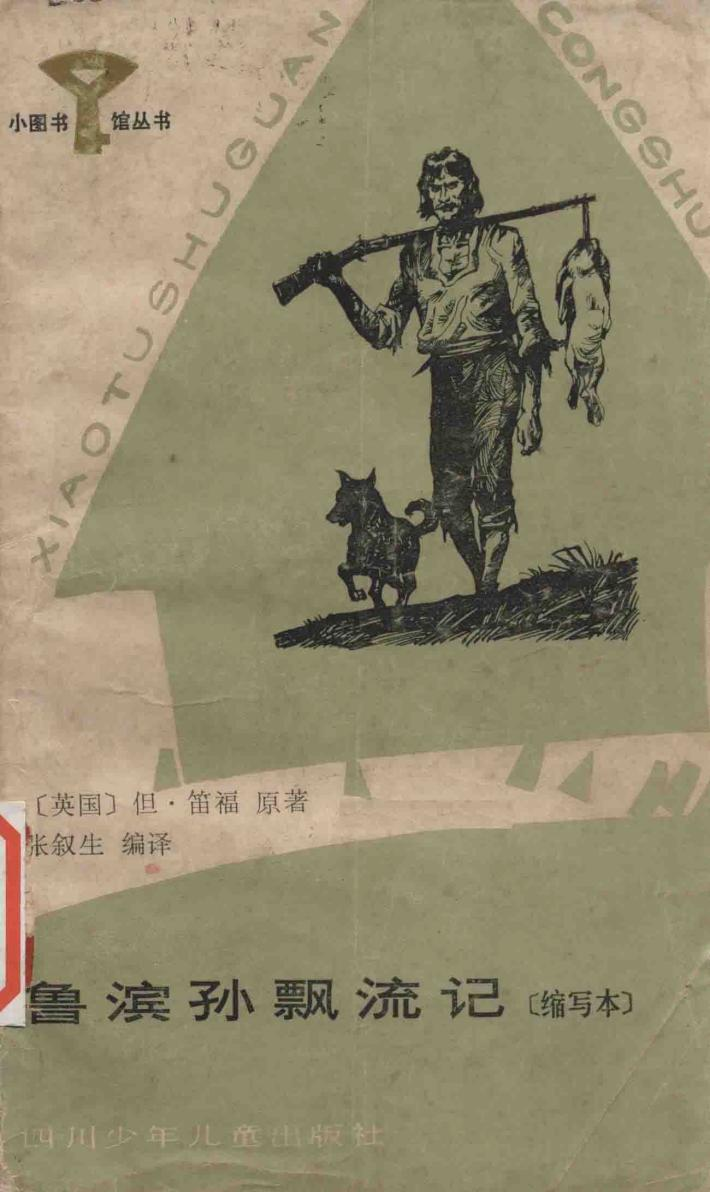 小图书馆丛书
XIAOTUSHUGUAN
CONGSHU
〔英国〕但·笛福 原著
张叙生 编译
鲁滨孙飘流记〔缩写本〕
四川少年儿童出版社